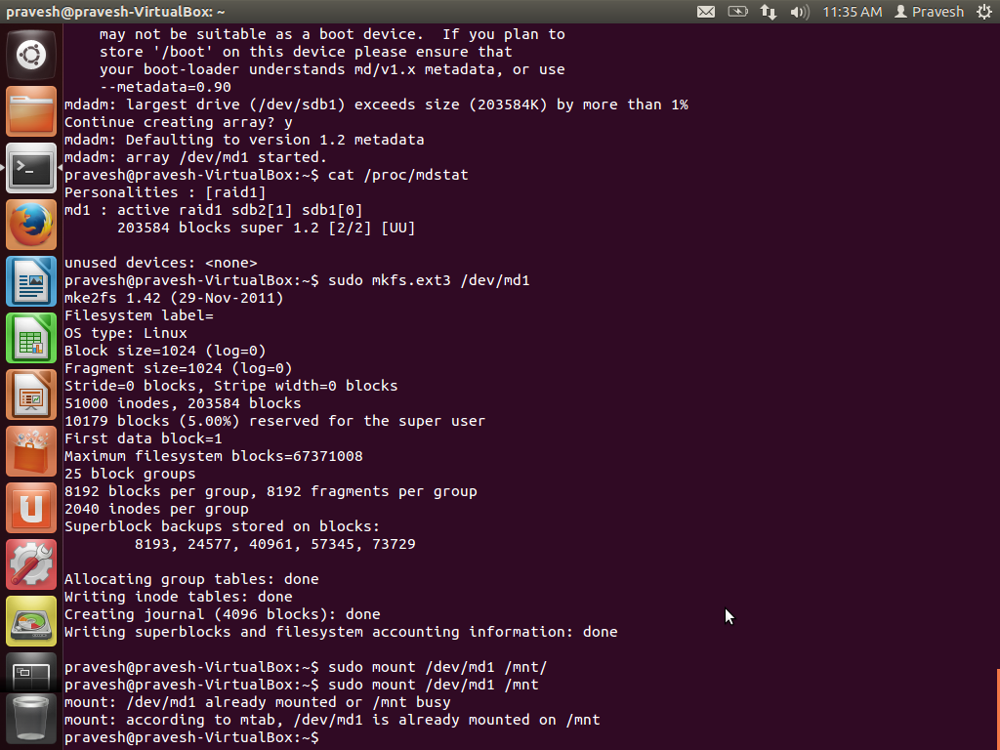 pravesh@pravesh-VirtualBox: ~
11:35 AM Pravesh
may not be suitable as a boot device.  If you plan to
store '/boot' on this device please ensure that
your boot-loader understands md/v1.x metadata, or use
--metadata=0.90
mdadm: largest drive (/dev/sdb1) exceeds size (203584K) by more than 1%
Continue creating array? y
mdadm: Defaulting to version 1.2 metadata
mdadm: array /dev/md1 started.
pravesh@pravesh-VirtualBox:~$ cat /proc/mdstat
Personalities : [raid1]
md1 : active raid1 sdb2[1] sdb1[0]
203584 blocks super 1.2 [2/2] [UU]
unused devices: <none>
pravesh@pravesh-VirtualBox:~$ sudo mkfs.ext3 /dev/md1
mke2fs 1.42 (29-Nov-2011)
Filesystem label=
OS type: Linux
Block size=1024 (log=0)
Fragment size=1024 (log=0)
Stride=0 blocks, Stripe width=0 blocks
51000 inodes, 203584 blocks
10179 blocks (5.00%) reserved for the super user
First data block=1
Maximum filesystem blocks=67371008
25 block groups
8192 blocks per group, 8192 fragments per group
2040 inodes per group
Superblock backups stored on blocks:
8193, 24577, 40961, 57345, 73729
Allocating group tables: done
Writing inode tables: done
Creating journal (4096 blocks): done
Writing superblocks and filesystem accounting information: done
pravesh@pravesh-VirtualBox:~$ sudo mount /dev/md1 /mnt/
pravesh@pravesh-VirtualBox:~$ sudo mount /dev/md1 /mnt
mount: /dev/md1 already mounted or /mnt busy
mount: according to mtab, /dev/md1 is already mounted on /mnt
pravesh@pravesh-VirtualBox:~$